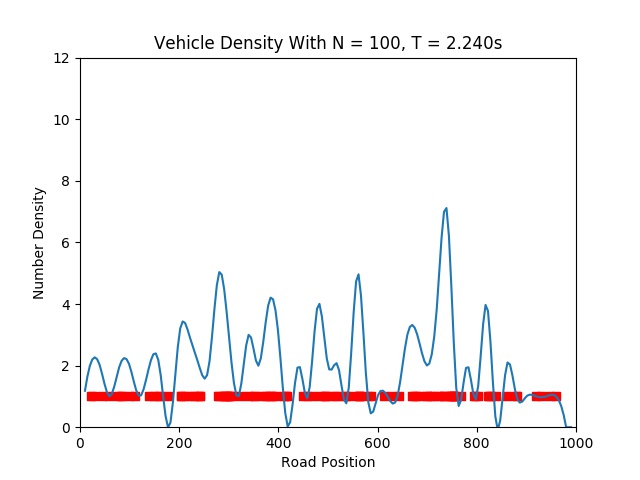 Vehicle Density With N = 100, T = 2.240s
12
10
8
6
4
2
0
Number Density
0 200 400 600 800 1000
Road Position